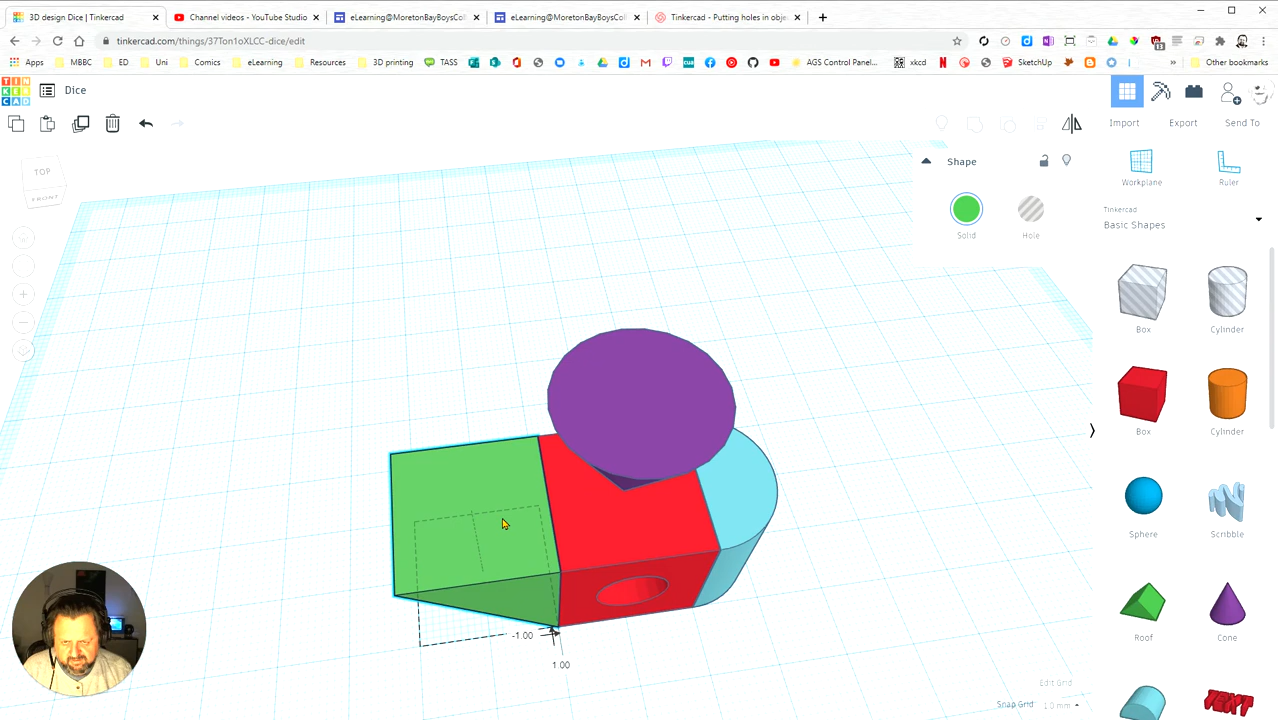 3D design Dice | Tinkercad
Channel videos - YouTube Studio
eLearning@MoretonBayBoysColl
eLearning@MoretonBayBoysColl
Tinkercad - Putting holes in obje
tinkercad.com/things/37Ton1oXLCC-dice/edit
Apps
MBBC
ED
Uni
Comics
eLearning
Resources
3D printing
TASS
AGS Control Panel...
xkcd
SketchUp
Other bookmarks
TIN
KER
CAD
Dice
Import
Export
Send To
TOP
FRONT
Shape
Solid
Hole
Workplane
Ruler
Tinkercad
Basic Shapes
Box
Cylinder
Box
Cylinder
Sphere
Scribble
Roof
Cone
TEXT
-1.00
1.00
Edit Grid
Snap Grid
1.0 mm